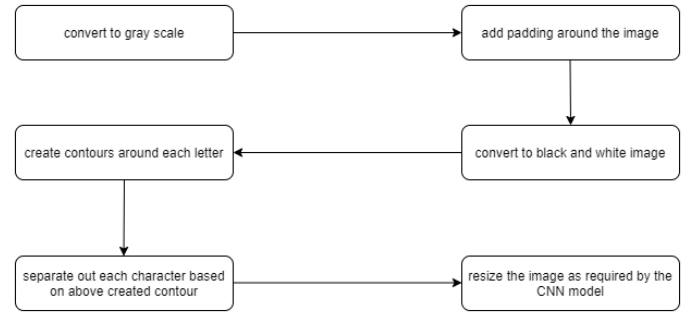 convert to gray scale
add padding around the image
convert to black and white image
create contours around each letter
separate out each character based
on above created contour
resize the image as required by the
CNN model